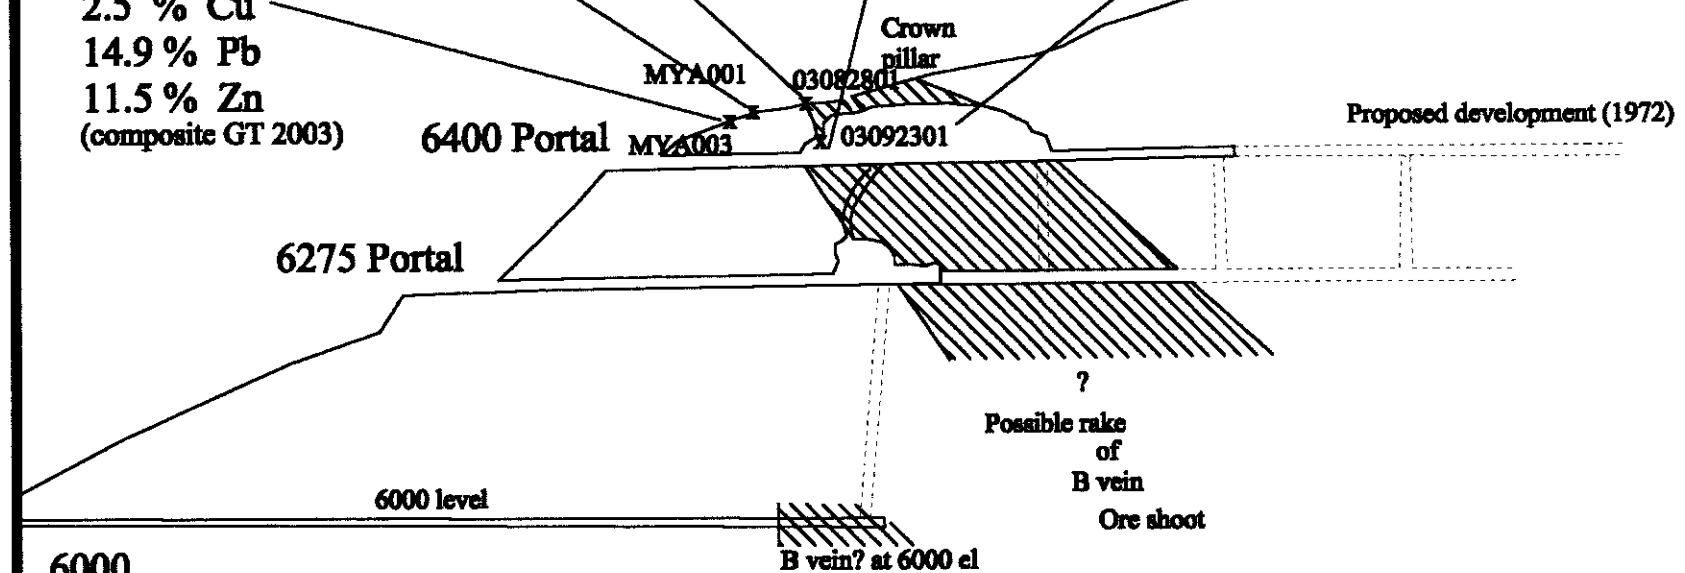 2.5 % Cu
14.9 % Pb
11.5 % Zn
(composite GT 2003)
Crown
pillar
MYA001
03082801
6400 Portal
MYA003
03092301
Proposed development (1972)
6275 Portal
?
Possible rake
of
B vein
Ore shoot
6000 level
B vein? at 6000 el
6000